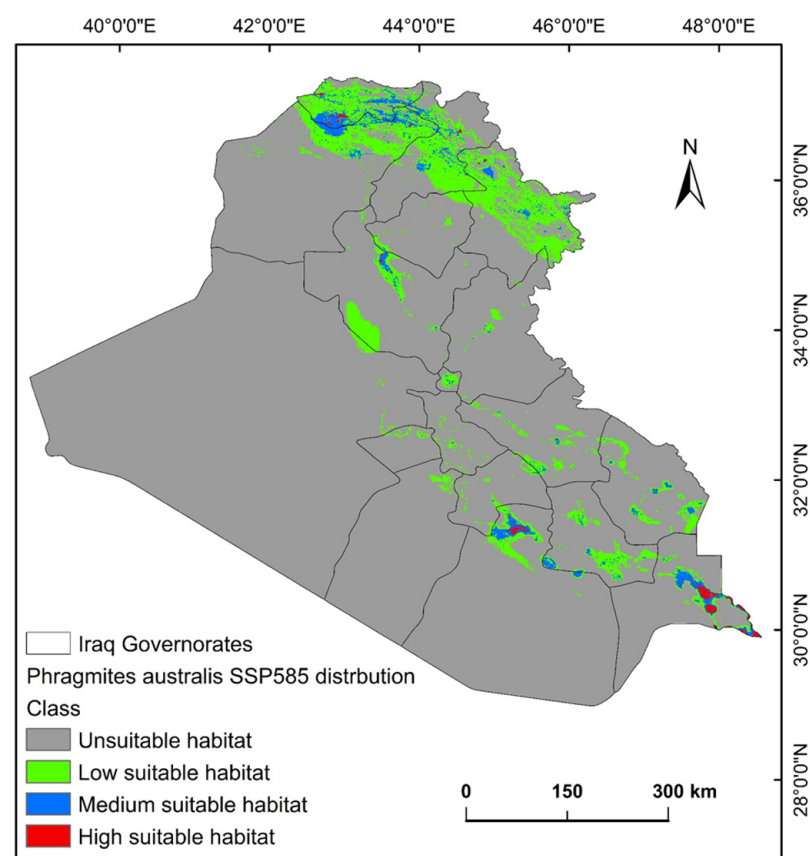 40°0'0"E 42°0'0"E 44°0'0"E 46°0'0"E 48°0'0"E
N
36°0'0"N
34°0'0"N
32°0'0"N
30°0'0"N
28°0'0"N
Iraq Governorates
Phragmites australis SSP585 distrbution
Class
Unsuitable habitat
Low suitable habitat
Medium suitable habitat
High suitable habitat
0 150 300 km